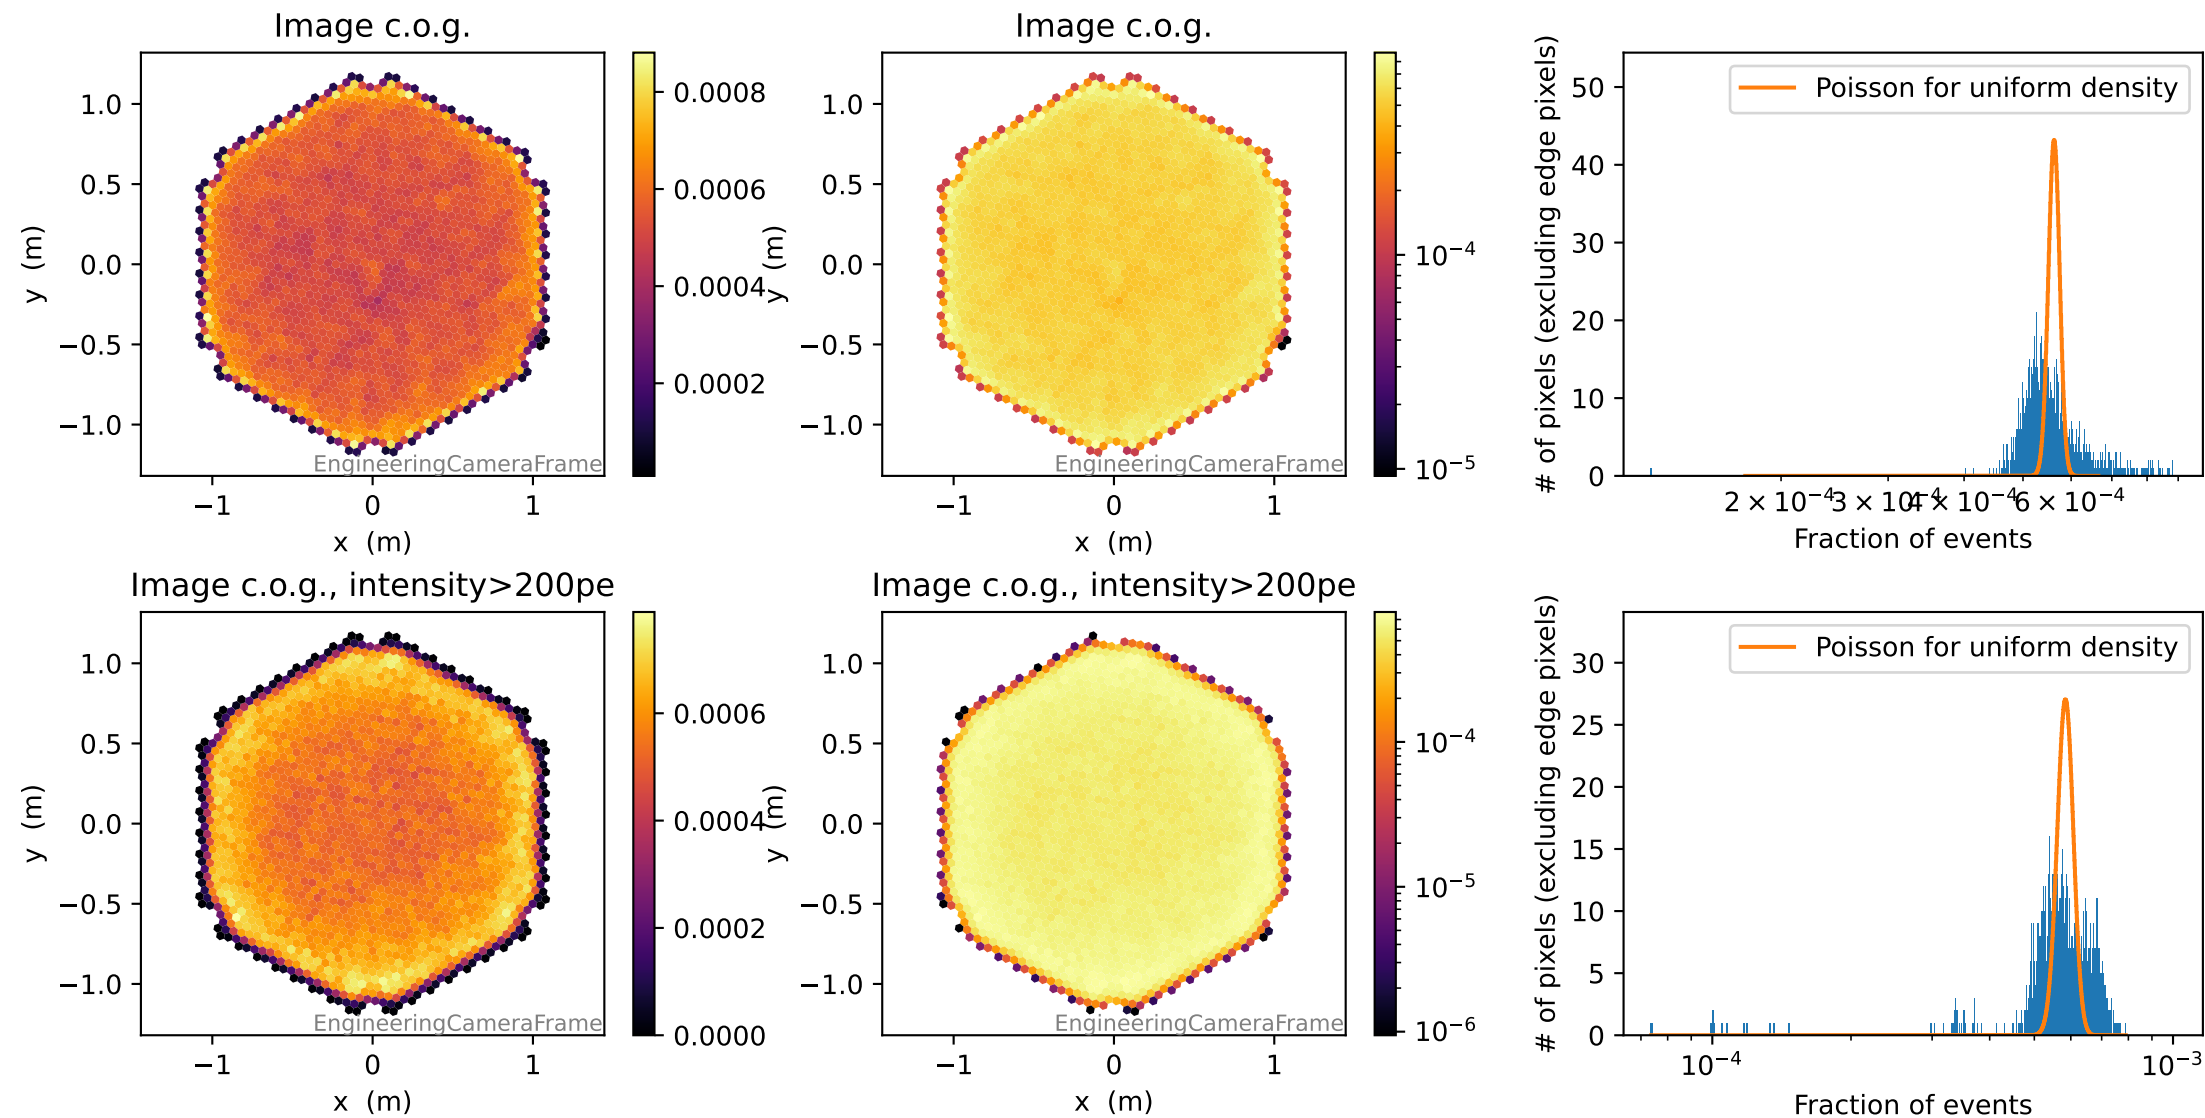 Image c.o.g.
y (m)
1.0
0.5
0.0
−0.5
−1.0
EngineeringCameraFrame
−1 0 1
x (m)
0.0008
0.0006
0.0004
0.0002
Image c.o.g.
y (m)
1.0
0.5
0.0
−0.5
−1.0
EngineeringCameraFrame
−1 0 1
x (m)
10⁻⁴
10⁻⁵
# of pixels (excluding edge pixels)
50
40
30
20
10
0
Poisson for uniform density
2 × 10⁻⁴ 3 × 10⁻⁴ 4 × 10⁻⁴ 6 × 10⁻⁴
Fraction of events
Image c.o.g., intensity>200pe
y (m)
1.0
0.5
0.0
−0.5
−1.0
EngineeringCameraFrame
−1 0 1
x (m)
0.0006
0.0004
0.0002
0.0000
Image c.o.g., intensity>200pe
y (m)
1.0
0.5
0.0
−0.5
−1.0
EngineeringCameraFrame
−1 0 1
x (m)
10⁻⁴
10⁻⁵
10⁻⁶
# of pixels (excluding edge pixels)
30
25
20
15
10
5
0
Poisson for uniform density
10⁻⁴ 10⁻³
Fraction of events